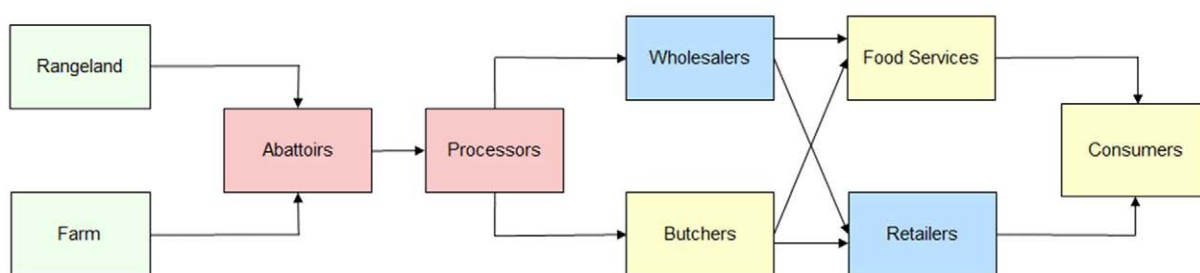 Rangeland
Wholesalers
Food Services
Abattoirs
Processors
Consumers
Farm
Butchers
Retailers